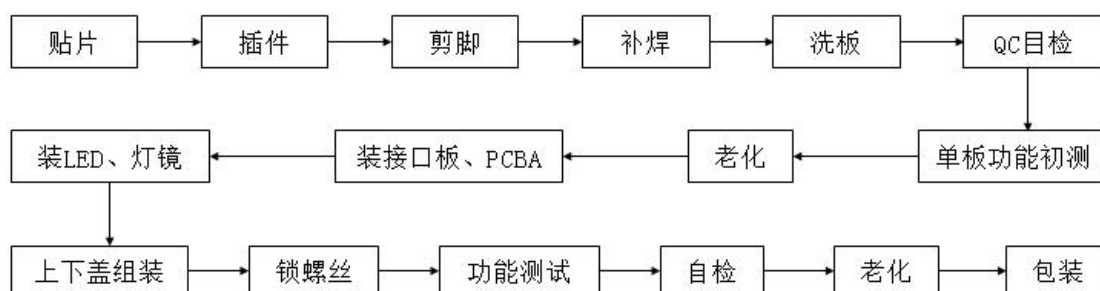 贴片 插件 剪脚 补焊 洗板 QC目检
装LED、灯镜 装接口板、PCBA 老化 单板功能初测
上下盖组装 锁螺丝 功能测试 自检 老化 包装